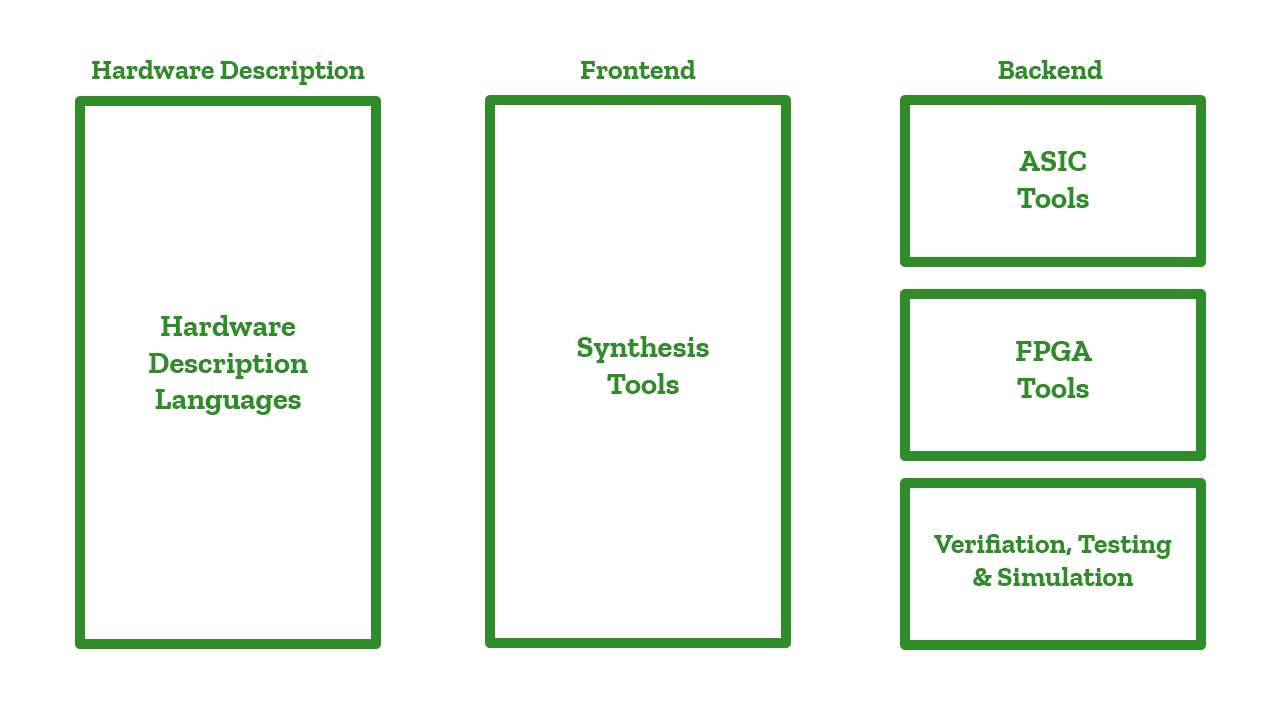 Hardware Description
Hardware
Description
Languages
Frontend
Synthesis
Tools
Backend
ASIC
Tools
FPGA
Tools
Verifiation, Testing
& Simulation